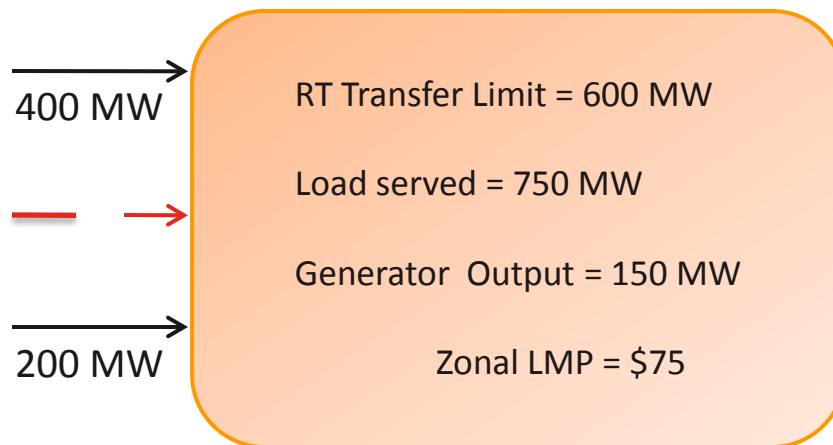 400 MW
200 MW
RT Transfer Limit = 600 MW
Load served = 750 MW
Generator Output = 150 MW
Zonal LMP = $75